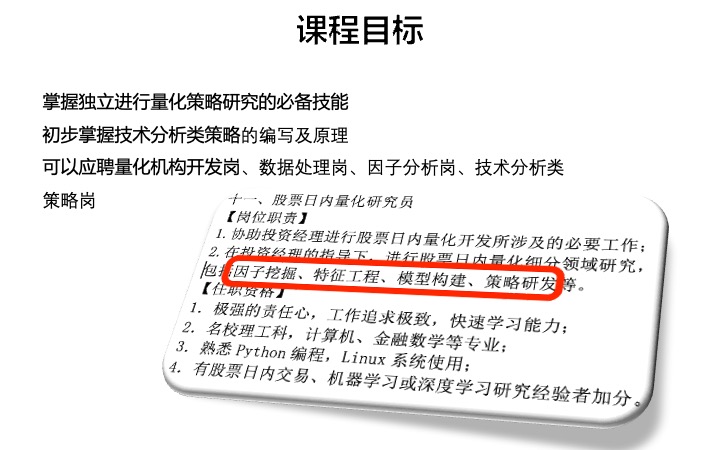 课程目标
掌握独立进行量化策略研究的必备技能
初步掌握技术分析类策略的编写及原理
可以应聘量化机构开发岗、数据处理岗、因子分析岗、技术分析类
策略岗
十一、股票日内量化研究员
【岗位职责】
1. 协助投资经理进行股票日内量化开发所涉及的必要工作；
2. 在投资经理的指导下，进行股票日内量化细分领域研究，
包括因子挖掘、特征工程、模型构建、策略研发等。
【任职资格】
1. 极强的责任心，工作追求极致，快速学习能力；
2. 名校理工科，计算机、金融数学等专业；
3. 熟悉 Python 编程，Linux 系统使用；
4. 有股票日内交易、机器学习或深度学习研究经验者加分。